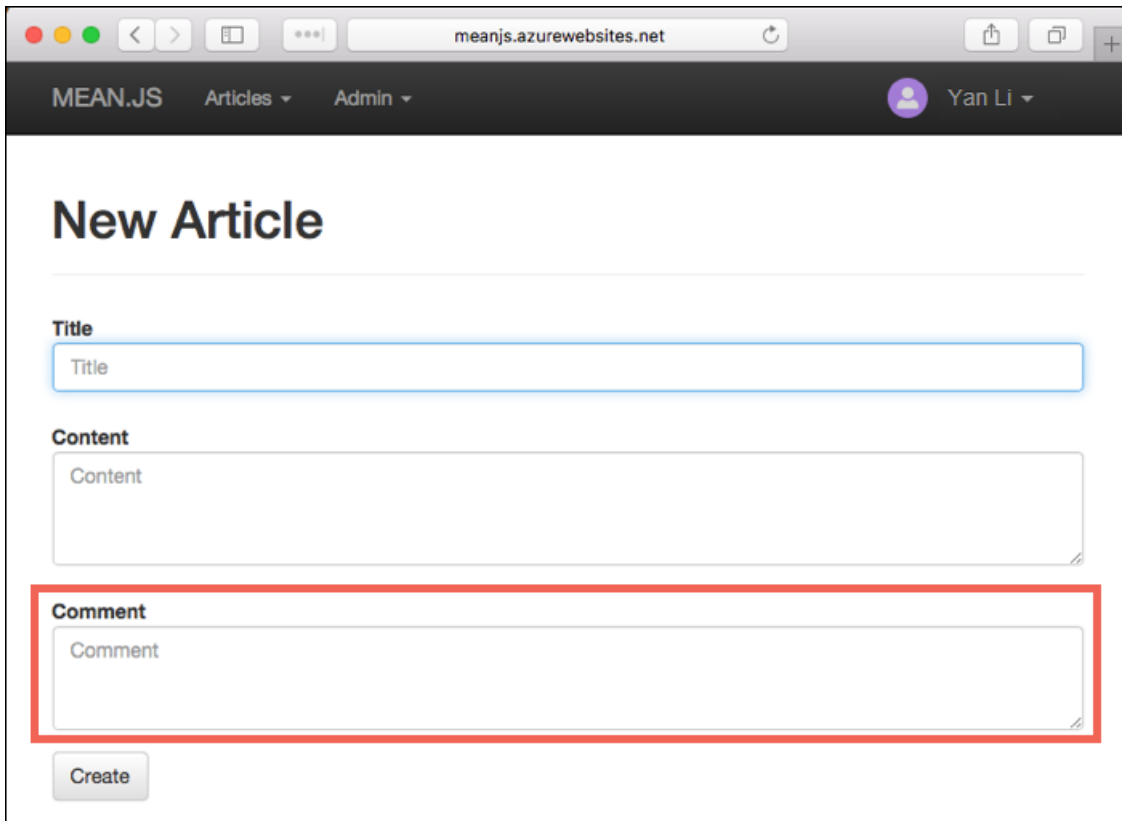 meanjs.azurewebsites.net
MEAN.JS Articles Admin Yan Li
New Article
Title
Title
Content
Content
Comment
Comment
Create